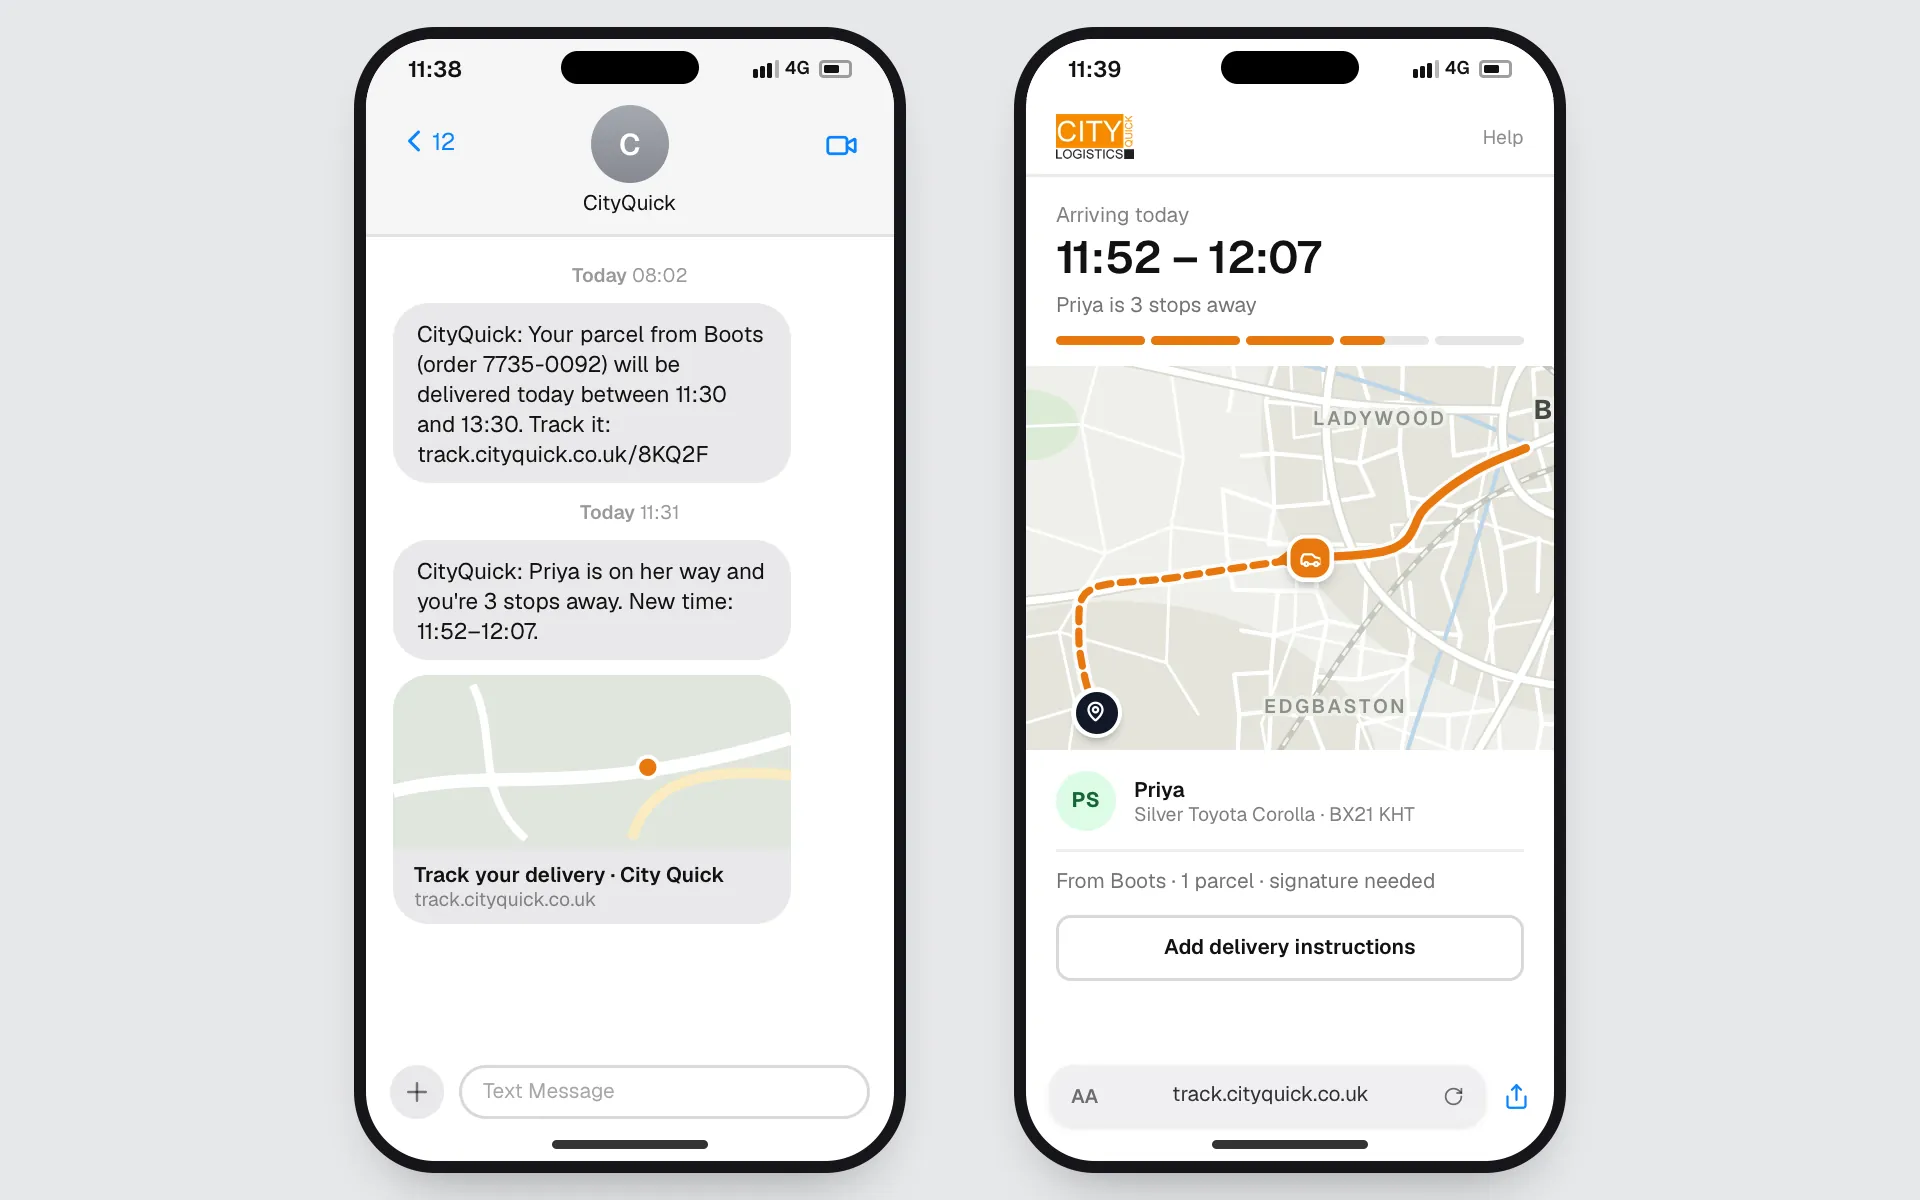 11:38
4G
12
C
CityQuick
Today 08:02
CityQuick: Your parcel from Boots
(order 7735-0092) will be
delivered today between 11:30
and 13:30. Track it:
track.cityquick.co.uk/8KQ2F
Today 11:31
CityQuick: Priya is on her way and
you're 3 stops away. New time:
11:52–12:07.
Track your delivery · City Quick
track.cityquick.co.uk
Text Message
11:39
4G
CITY
QUICK
LOGISTICS
Help
Arriving today
11:52 – 12:07
Priya is 3 stops away
LADYWOOD
B
EDGBASTON
PS
Priya
Silver Toyota Corolla · BX21 KHT
From Boots · 1 parcel · signature needed
Add delivery instructions
AA
track.cityquick.co.uk